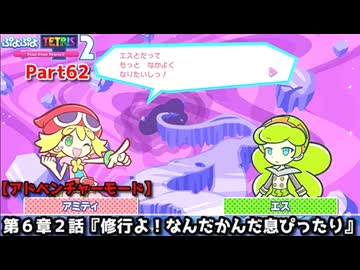 ぷよぷよ TETRIS 2
Part62
エスとだって
もっと なかよく
なりたいしっ！
【アドベンチャーモード】
アミティ
エス
第６章２話『修行よ！なんだかんだ息ぴったり』